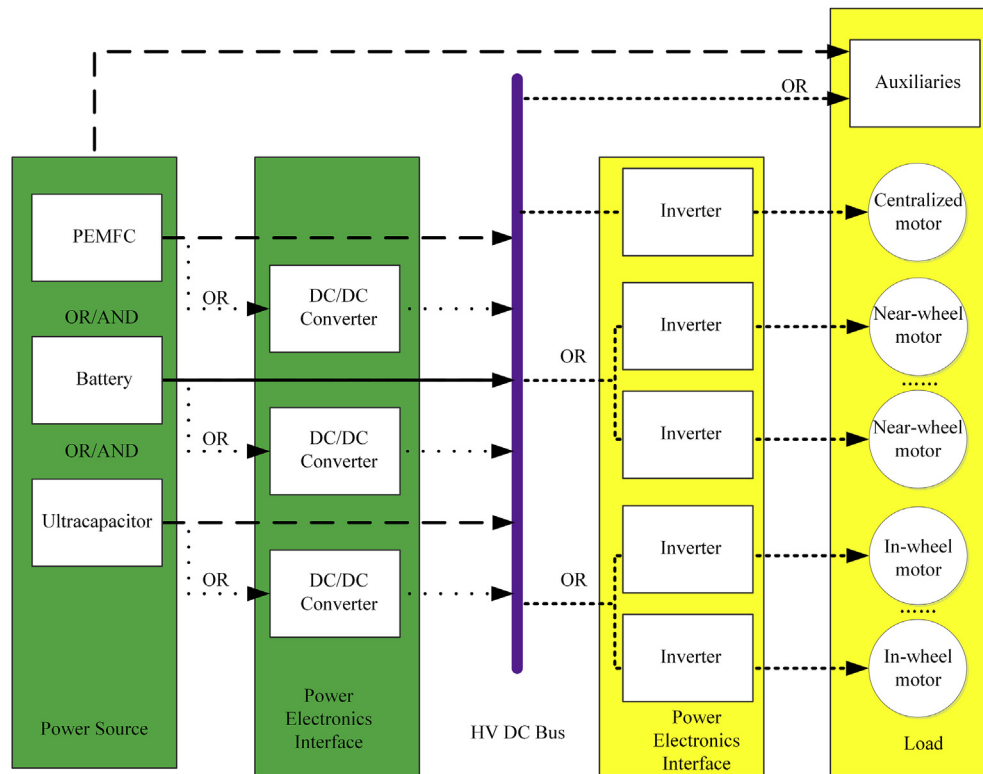 OR
Auxiliaries
PEMFC
OR
DC/DC
Converter
OR/AND
Battery
OR
DC/DC
Converter
OR/AND
Ultracapacitor
OR
DC/DC
Converter
Power Source
Power
Electronics
Interface
HV DC Bus
Inverter
Centralized
motor
OR
Inverter
Near-wheel
motor
......
Inverter
Near-wheel
motor
OR
Inverter
In-wheel
motor
......
Inverter
In-wheel
motor
Power
Electronics
Interface
Load